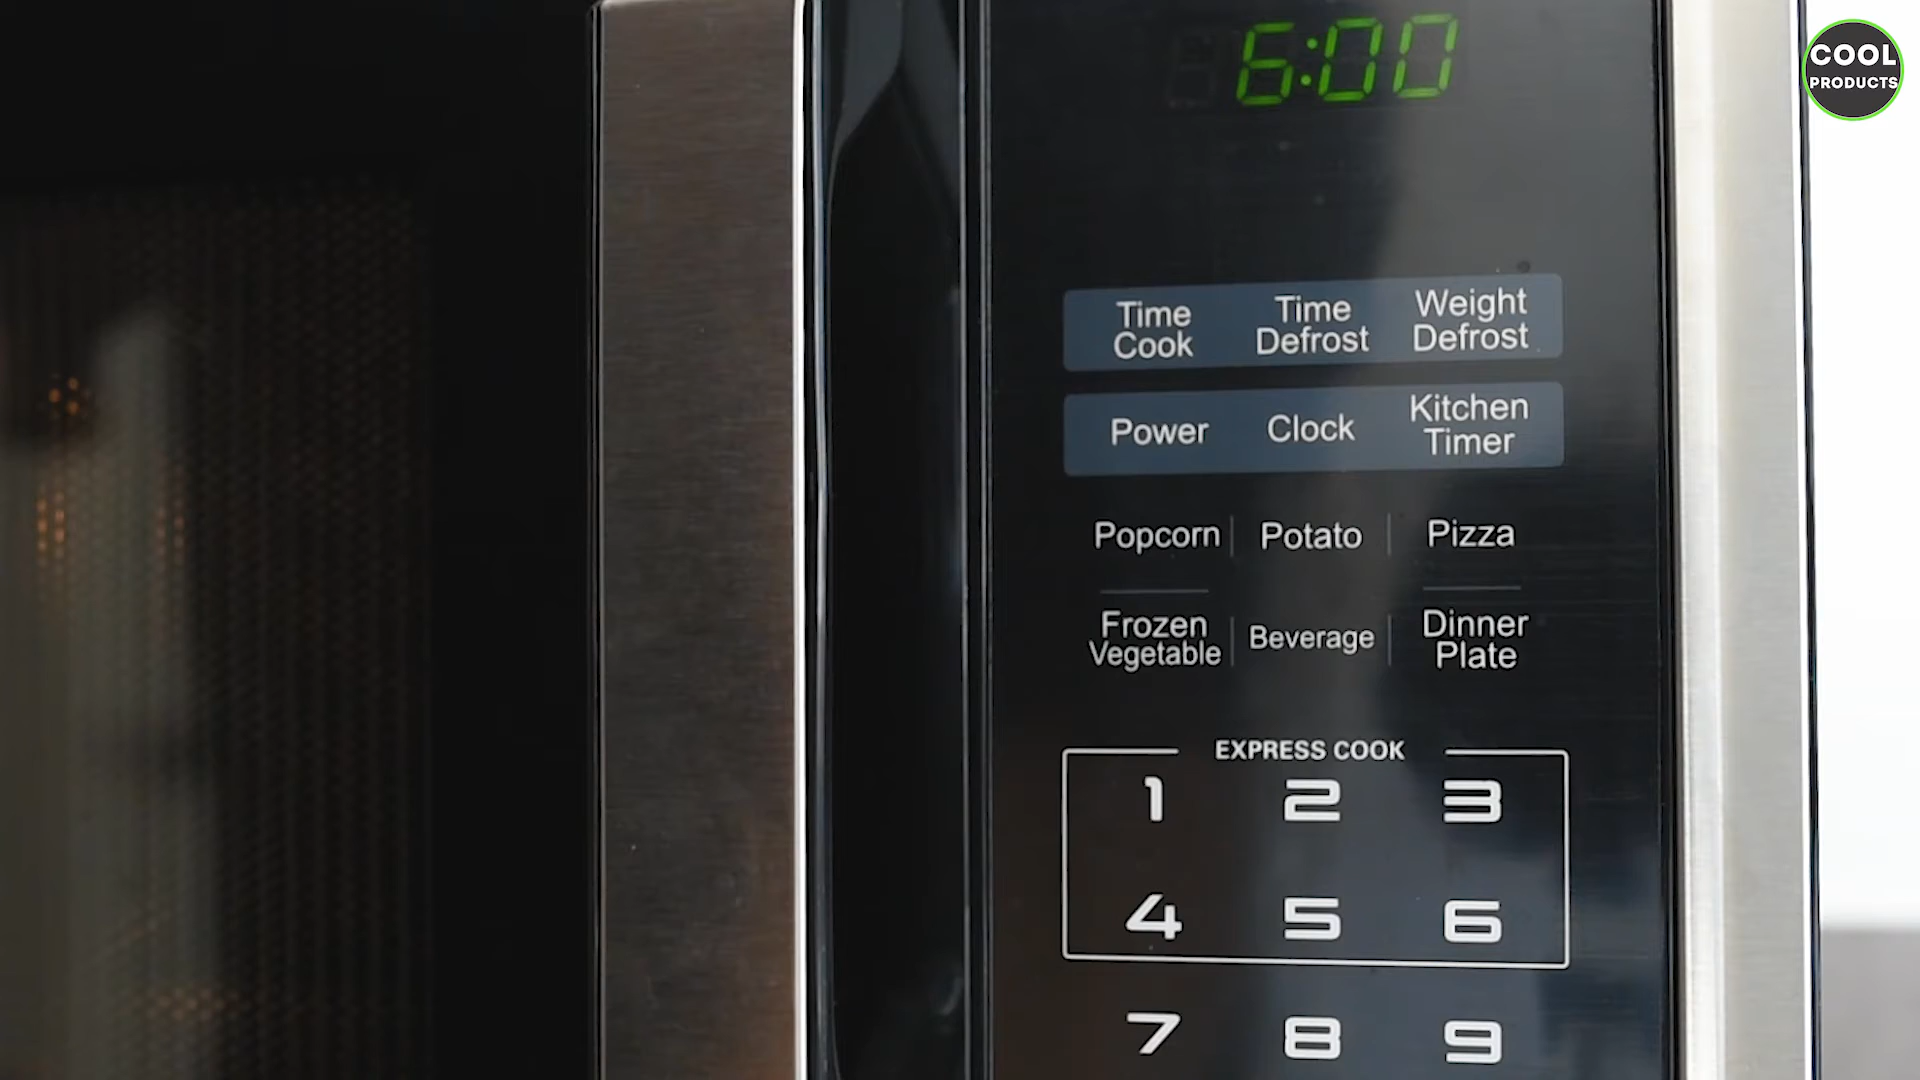 6:00
COOL
PRODUCTS
Time Time Weight
Cook Defrost Defrost
Power Clock Kitchen
Timer
Popcorn Potato Pizza
Frozen Beverage Dinner
Vegetable Plate
EXPRESS COOK
1 2 3
4 5 6
7 8 9